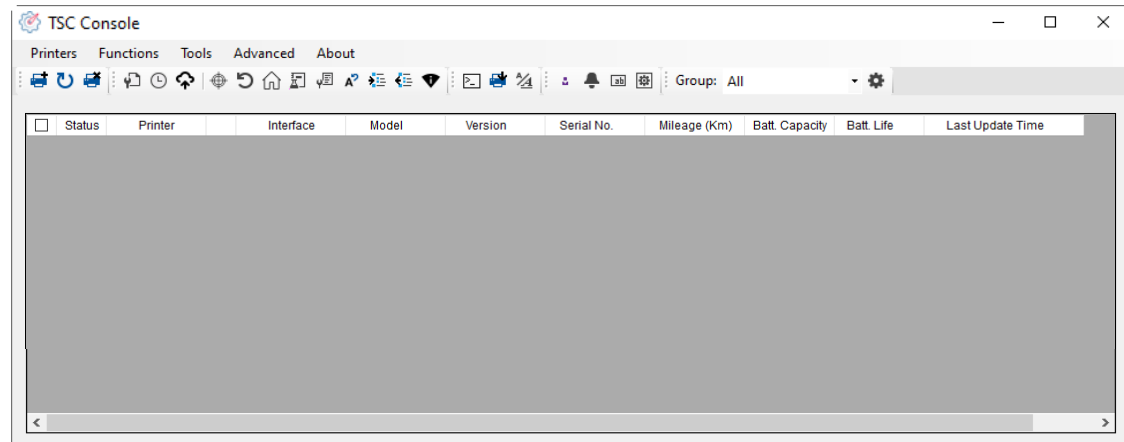 TSC Console
Printers Functions Tools Advanced About
Group: All
Status Printer Interface Model Version Serial No. Mileage (Km) Batt. Capacity Batt. Life Last Update Time